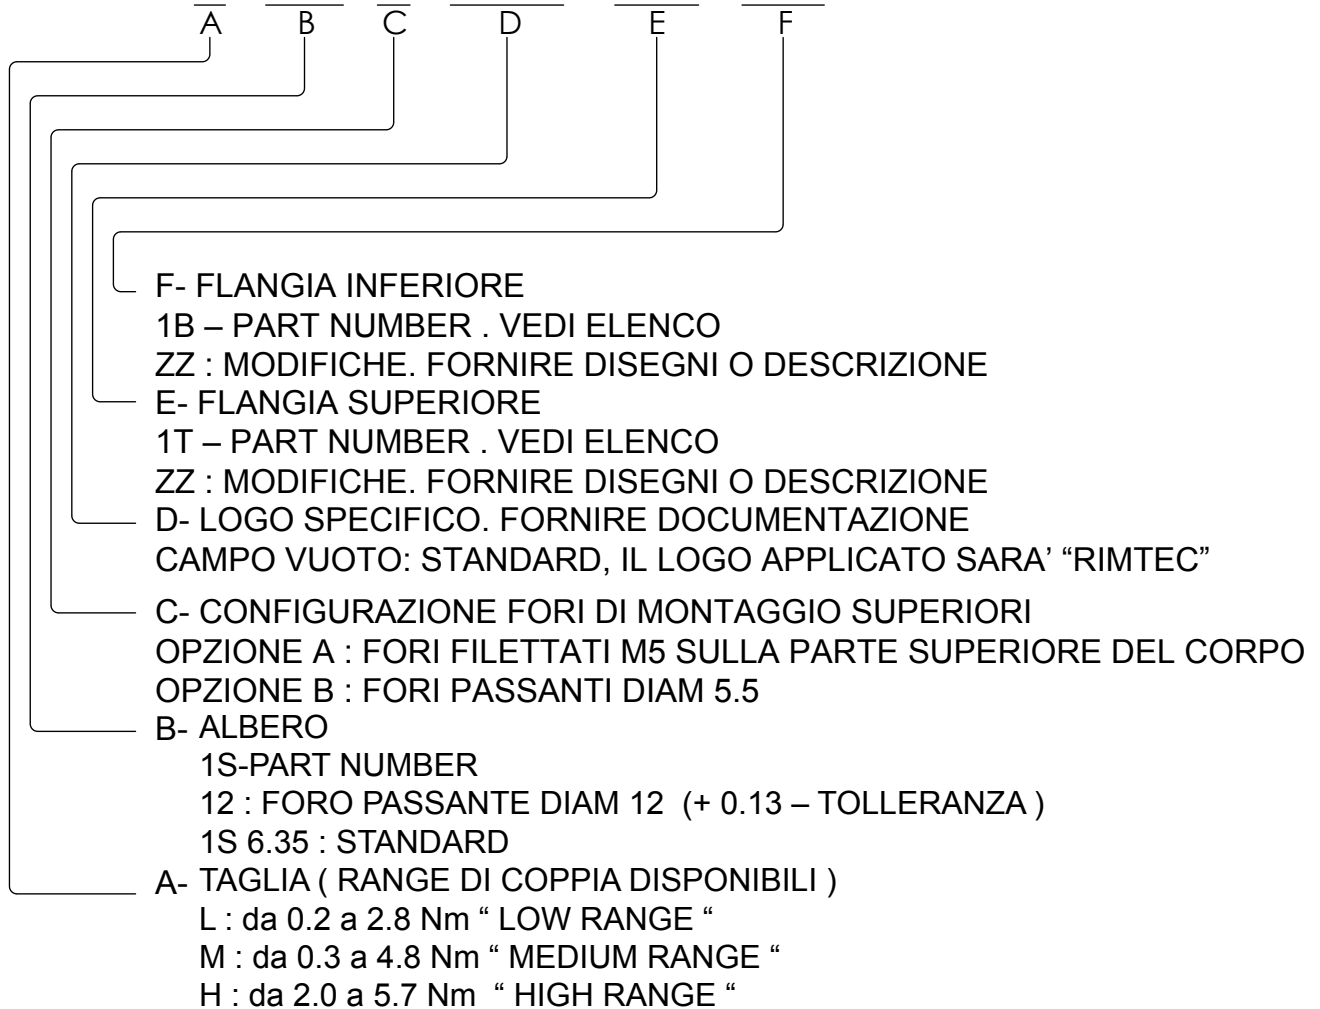 A B C D E F
F- FLANGIA INFERIORE
1B – PART NUMBER . VEDI ELENCO
ZZ : MODIFICHE. FORNIRE DISEGNI O DESCRIZIONE
E- FLANGIA SUPERIORE
1T – PART NUMBER . VEDI ELENCO
ZZ : MODIFICHE. FORNIRE DISEGNI O DESCRIZIONE
D- LOGO SPECIFICO. FORNIRE DOCUMENTAZIONE
CAMPO VUOTO: STANDARD, IL LOGO APPLICATO SARA’ “RIMTEC”
C- CONFIGURAZIONE FORI DI MONTAGGIO SUPERIORI
OPZIONE A : FORI FILETTATI M5 SULLA PARTE SUPERIORE DEL CORPO
OPZIONE B : FORI PASSANTI DIAM 5.5
B- ALBERO
1S-PART NUMBER
12 : FORO PASSANTE DIAM 12 (+ 0.13 – TOLLERANZA )
1S 6.35 : STANDARD
A- TAGLIA ( RANGE DI COPPIA DISPONIBILI )
L : da 0.2 a 2.8 Nm “ LOW RANGE “
M : da 0.3 a 4.8 Nm “ MEDIUM RANGE “
H : da 2.0 a 5.7 Nm “ HIGH RANGE “